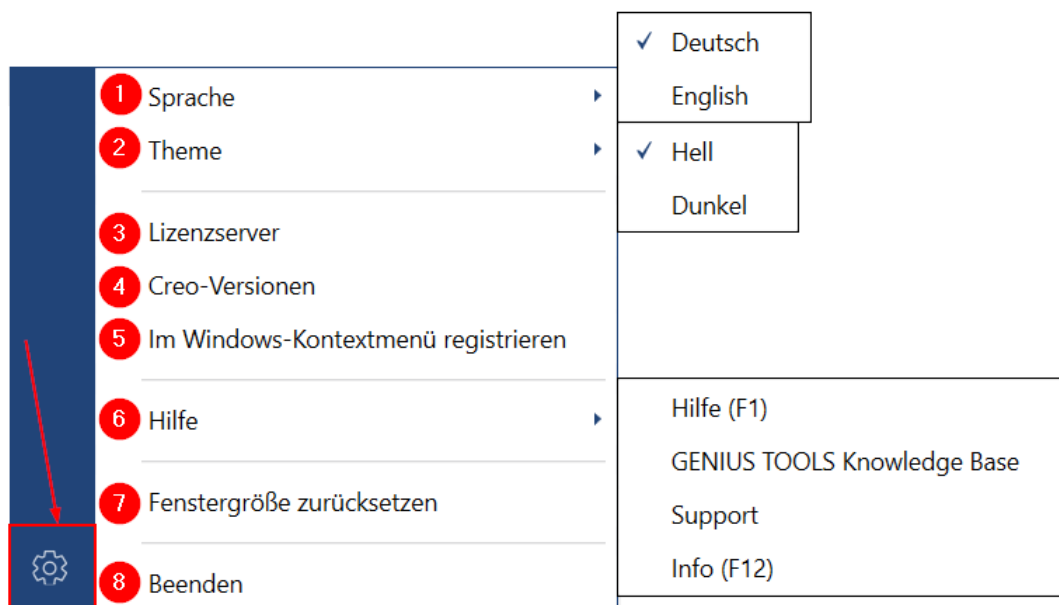 Deutsch
English
1 Sprache
2 Theme
Hell
Dunkel
3 Lizenzserver
4 Creo-Versionen
5 Im Windows-Kontextmenü registrieren
6 Hilfe
Hilfe (F1)
GENIUS TOOLS Knowledge Base
Support
Info (F12)
7 Fenstergröße zurücksetzen
8 Beenden